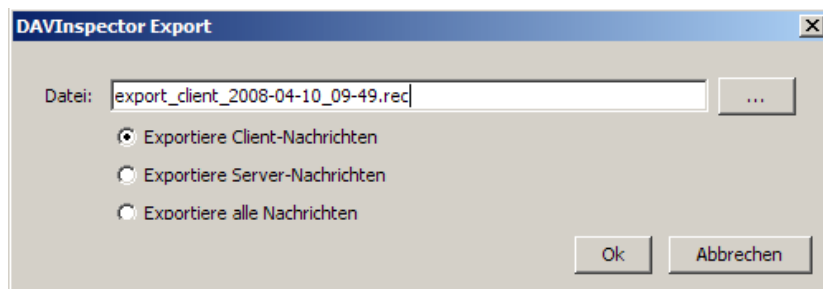 DAVInspector Export
Datei: export_client_2008-04-10_09-49.rec ...
Exportiere Client-Nachrichten
Exportiere Server-Nachrichten
Exportiere alle Nachrichten
Ok Abbrechen